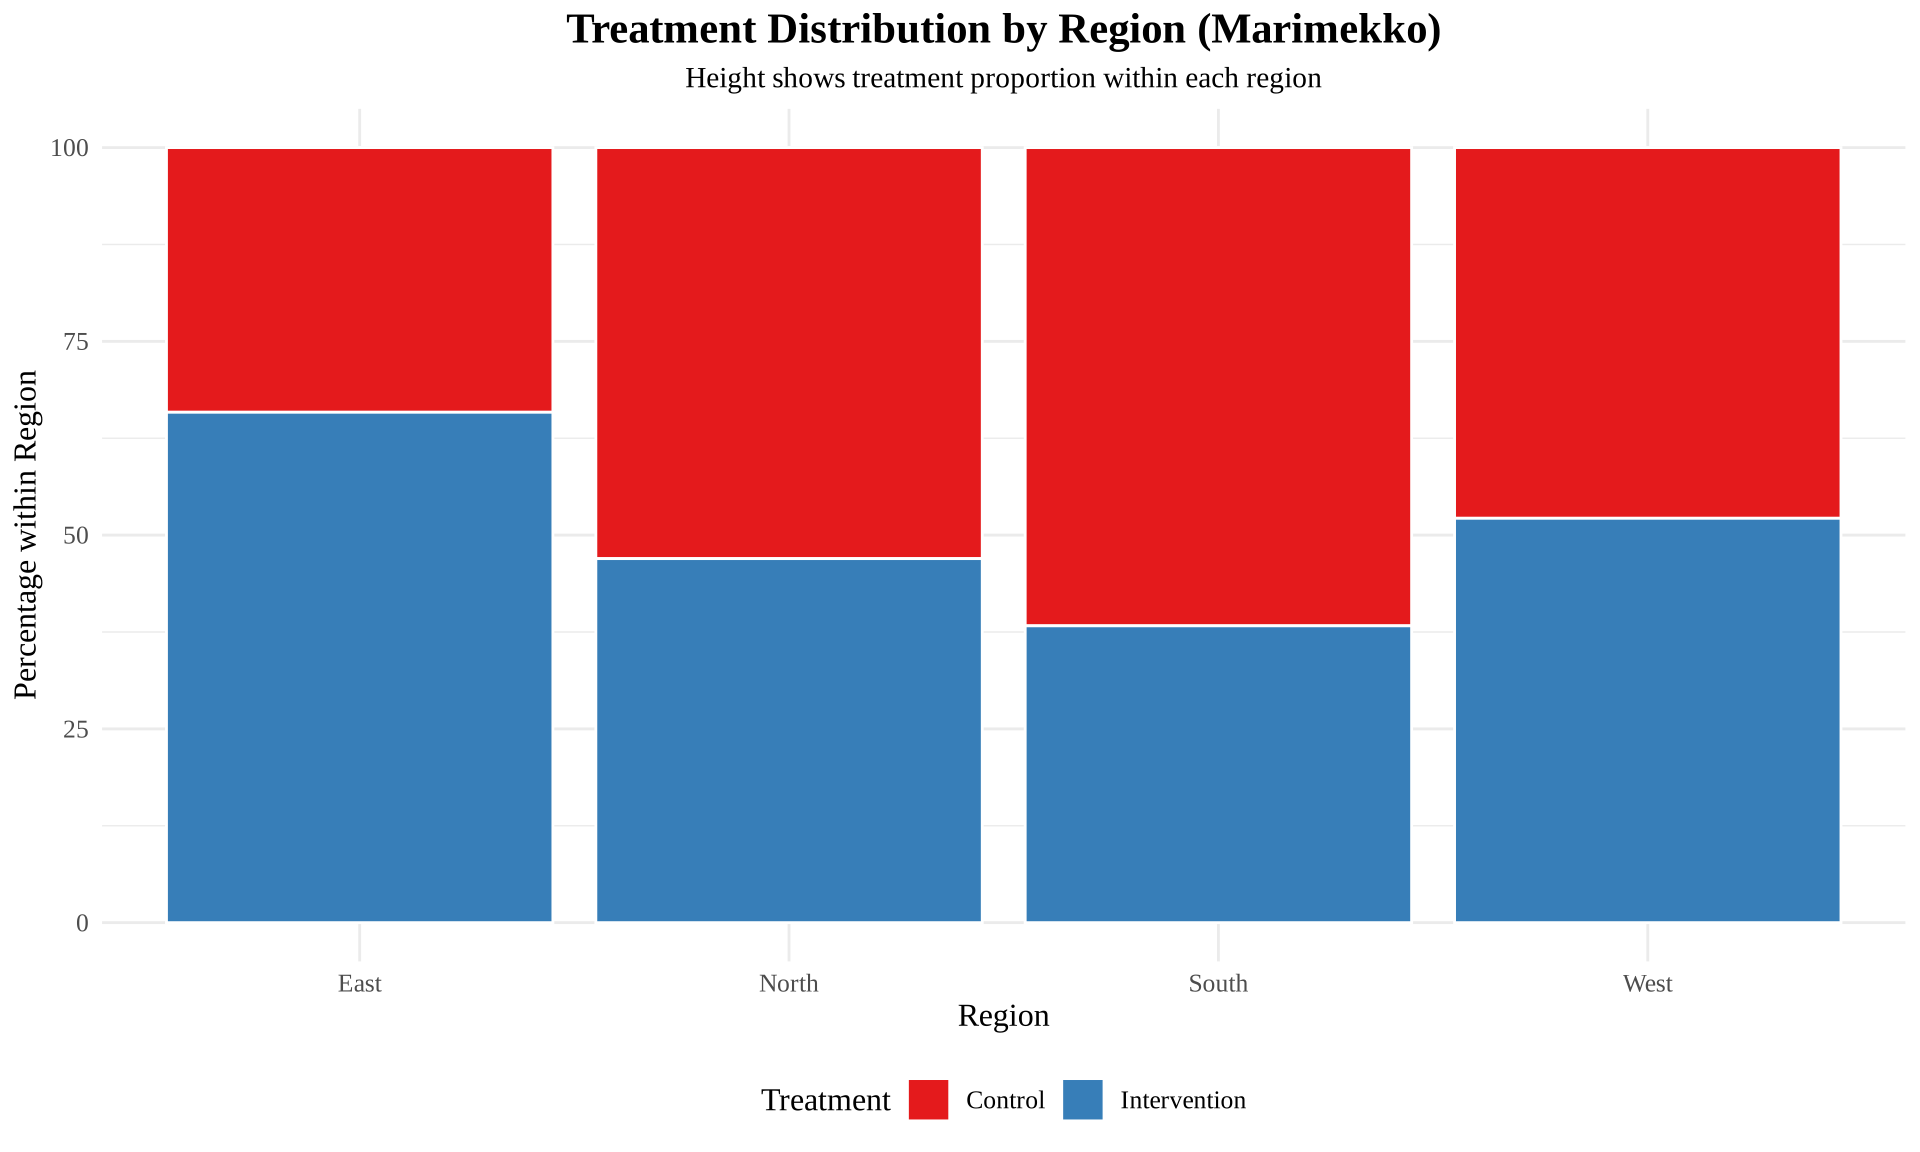 Treatment Distribution by Region (Marimekko)
Height shows treatment proportion within each region
Percentage within Region
100
75
50
25
0
East
North
South
West
Region
Treatment
Control
Intervention